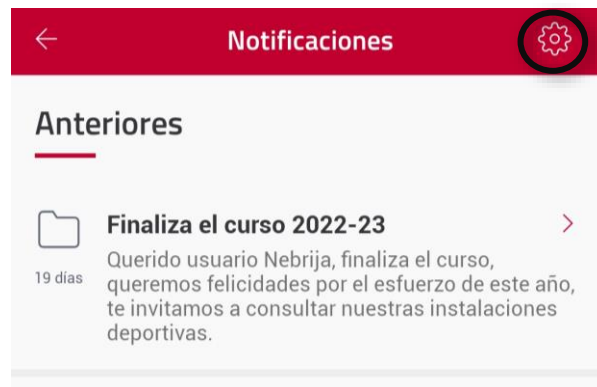 Notificaciones
Anteriores
Finaliza el curso 2022-23
19 días
Querido usuario Nebrija, finaliza el curso,
queremos felicidades por el esfuerzo de este año,
te invitamos a consultar nuestras instalaciones
deportivas.